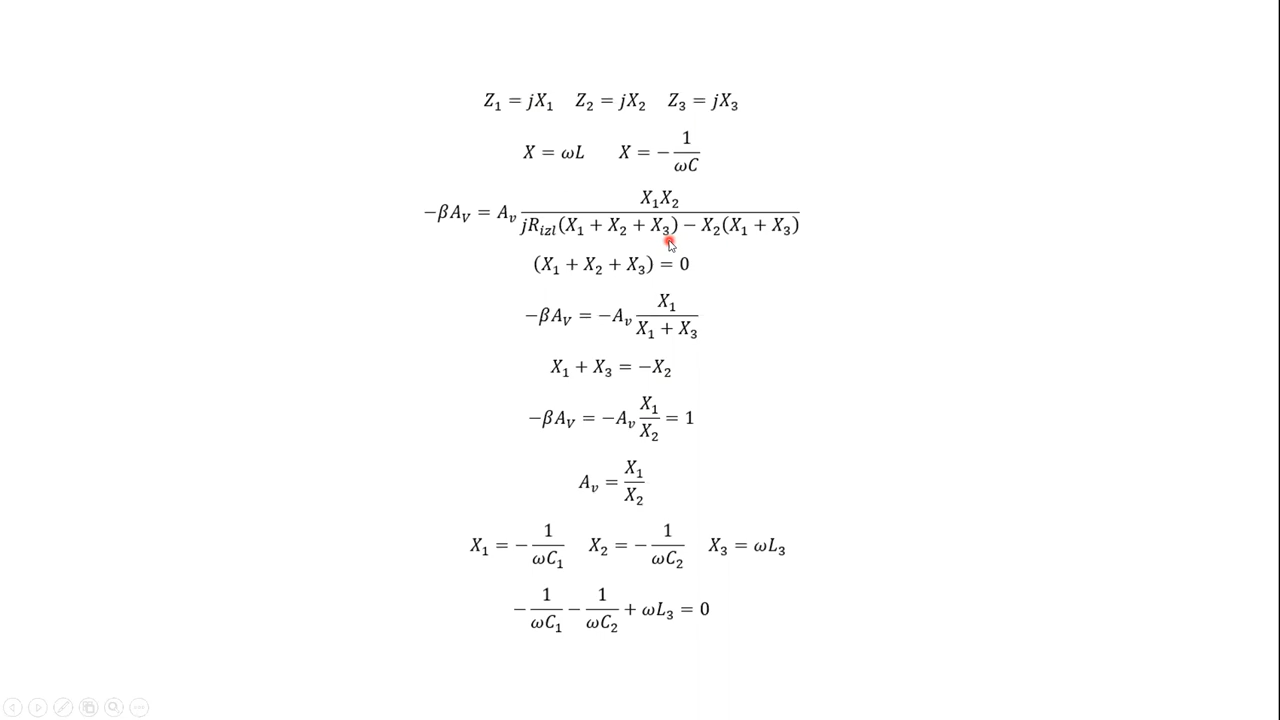 Z₁ = jX₁   Z₂ = jX₂   Z₃ = jX₃
X = ωL   X = −1/(ωC)
−βA_V = A_v X₁X₂/(jR_izl(X₁ + X₂ + X₃) − X₂(X₁ + X₃))
(X₁ + X₂ + X₃) = 0
−βA_V = −A_v X₁/(X₁ + X₃)
X₁ + X₃ = −X₂
−βA_V = −A_v X₁/X₂ = 1
A_v = X₁/X₂
X₁ = −1/(ωC₁)   X₂ = −1/(ωC₂)   X₃ = ωL₃
−1/(ωC₁) − 1/(ωC₂) + ωL₃ = 0